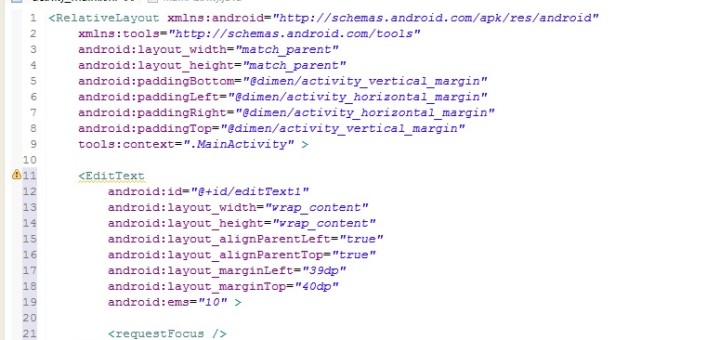 1 <RelativeLayout xmlns:android="http://schemas.android.com/apk/res/android"
2 xmlns:tools="http://schemas.android.com/tools"
3 android:layout_width="match_parent"
4 android:layout_height="match_parent"
5 android:paddingBottom="@dimen/activity_vertical_margin"
6 android:paddingLeft="@dimen/activity_horizontal_margin"
7 android:paddingRight="@dimen/activity_horizontal_margin"
8 android:paddingTop="@dimen/activity_vertical_margin"
9 tools:context=".MainActivity" >
10
11 <EditText
12 android:id="@+id/editText1"
13 android:layout_width="wrap_content"
14 android:layout_height="wrap_content"
15 android:layout_alignParentLeft="true"
16 android:layout_alignParentTop="true"
17 android:layout_marginLeft="39dp"
18 android:layout_marginTop="40dp"
19 android:ems="10" >
20
21 <requestFocus />